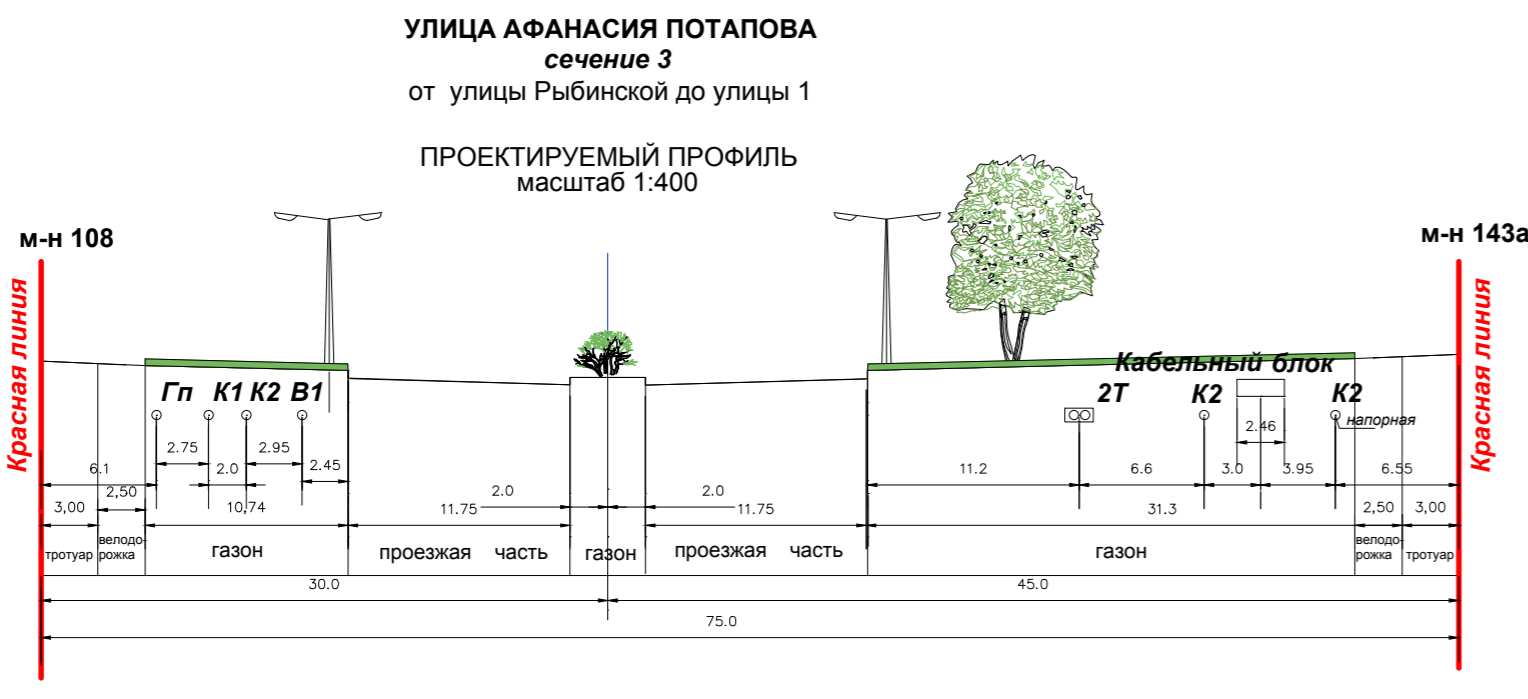 УЛИЦА АФАНАСИЯ ПОТАПОВА
сечение 3
от улицы Рыбинской до улицы 1
ПРОЕКТИРУЕМЫЙ ПРОФИЛЬ
масштаб 1:400
м-н 108
м-н 143а
Красная линия
Красная линия
Кабельный блок
Гп К1 К2 В1
2Т К2 К2
напорная
2.75 2.95
2.46
6.1 2.0 2.45
11.2 6.6 3.0 3.95 6.55
2,50 2.0 2.0
3,00 10,74 11.75 11.75 31.3 2,50 3,00
тротуар
велодо-
рожка
газон
проезжая часть
газон
проезжая часть
газон
велодо-
рожка
тротуар
30.0 45.0
75.0